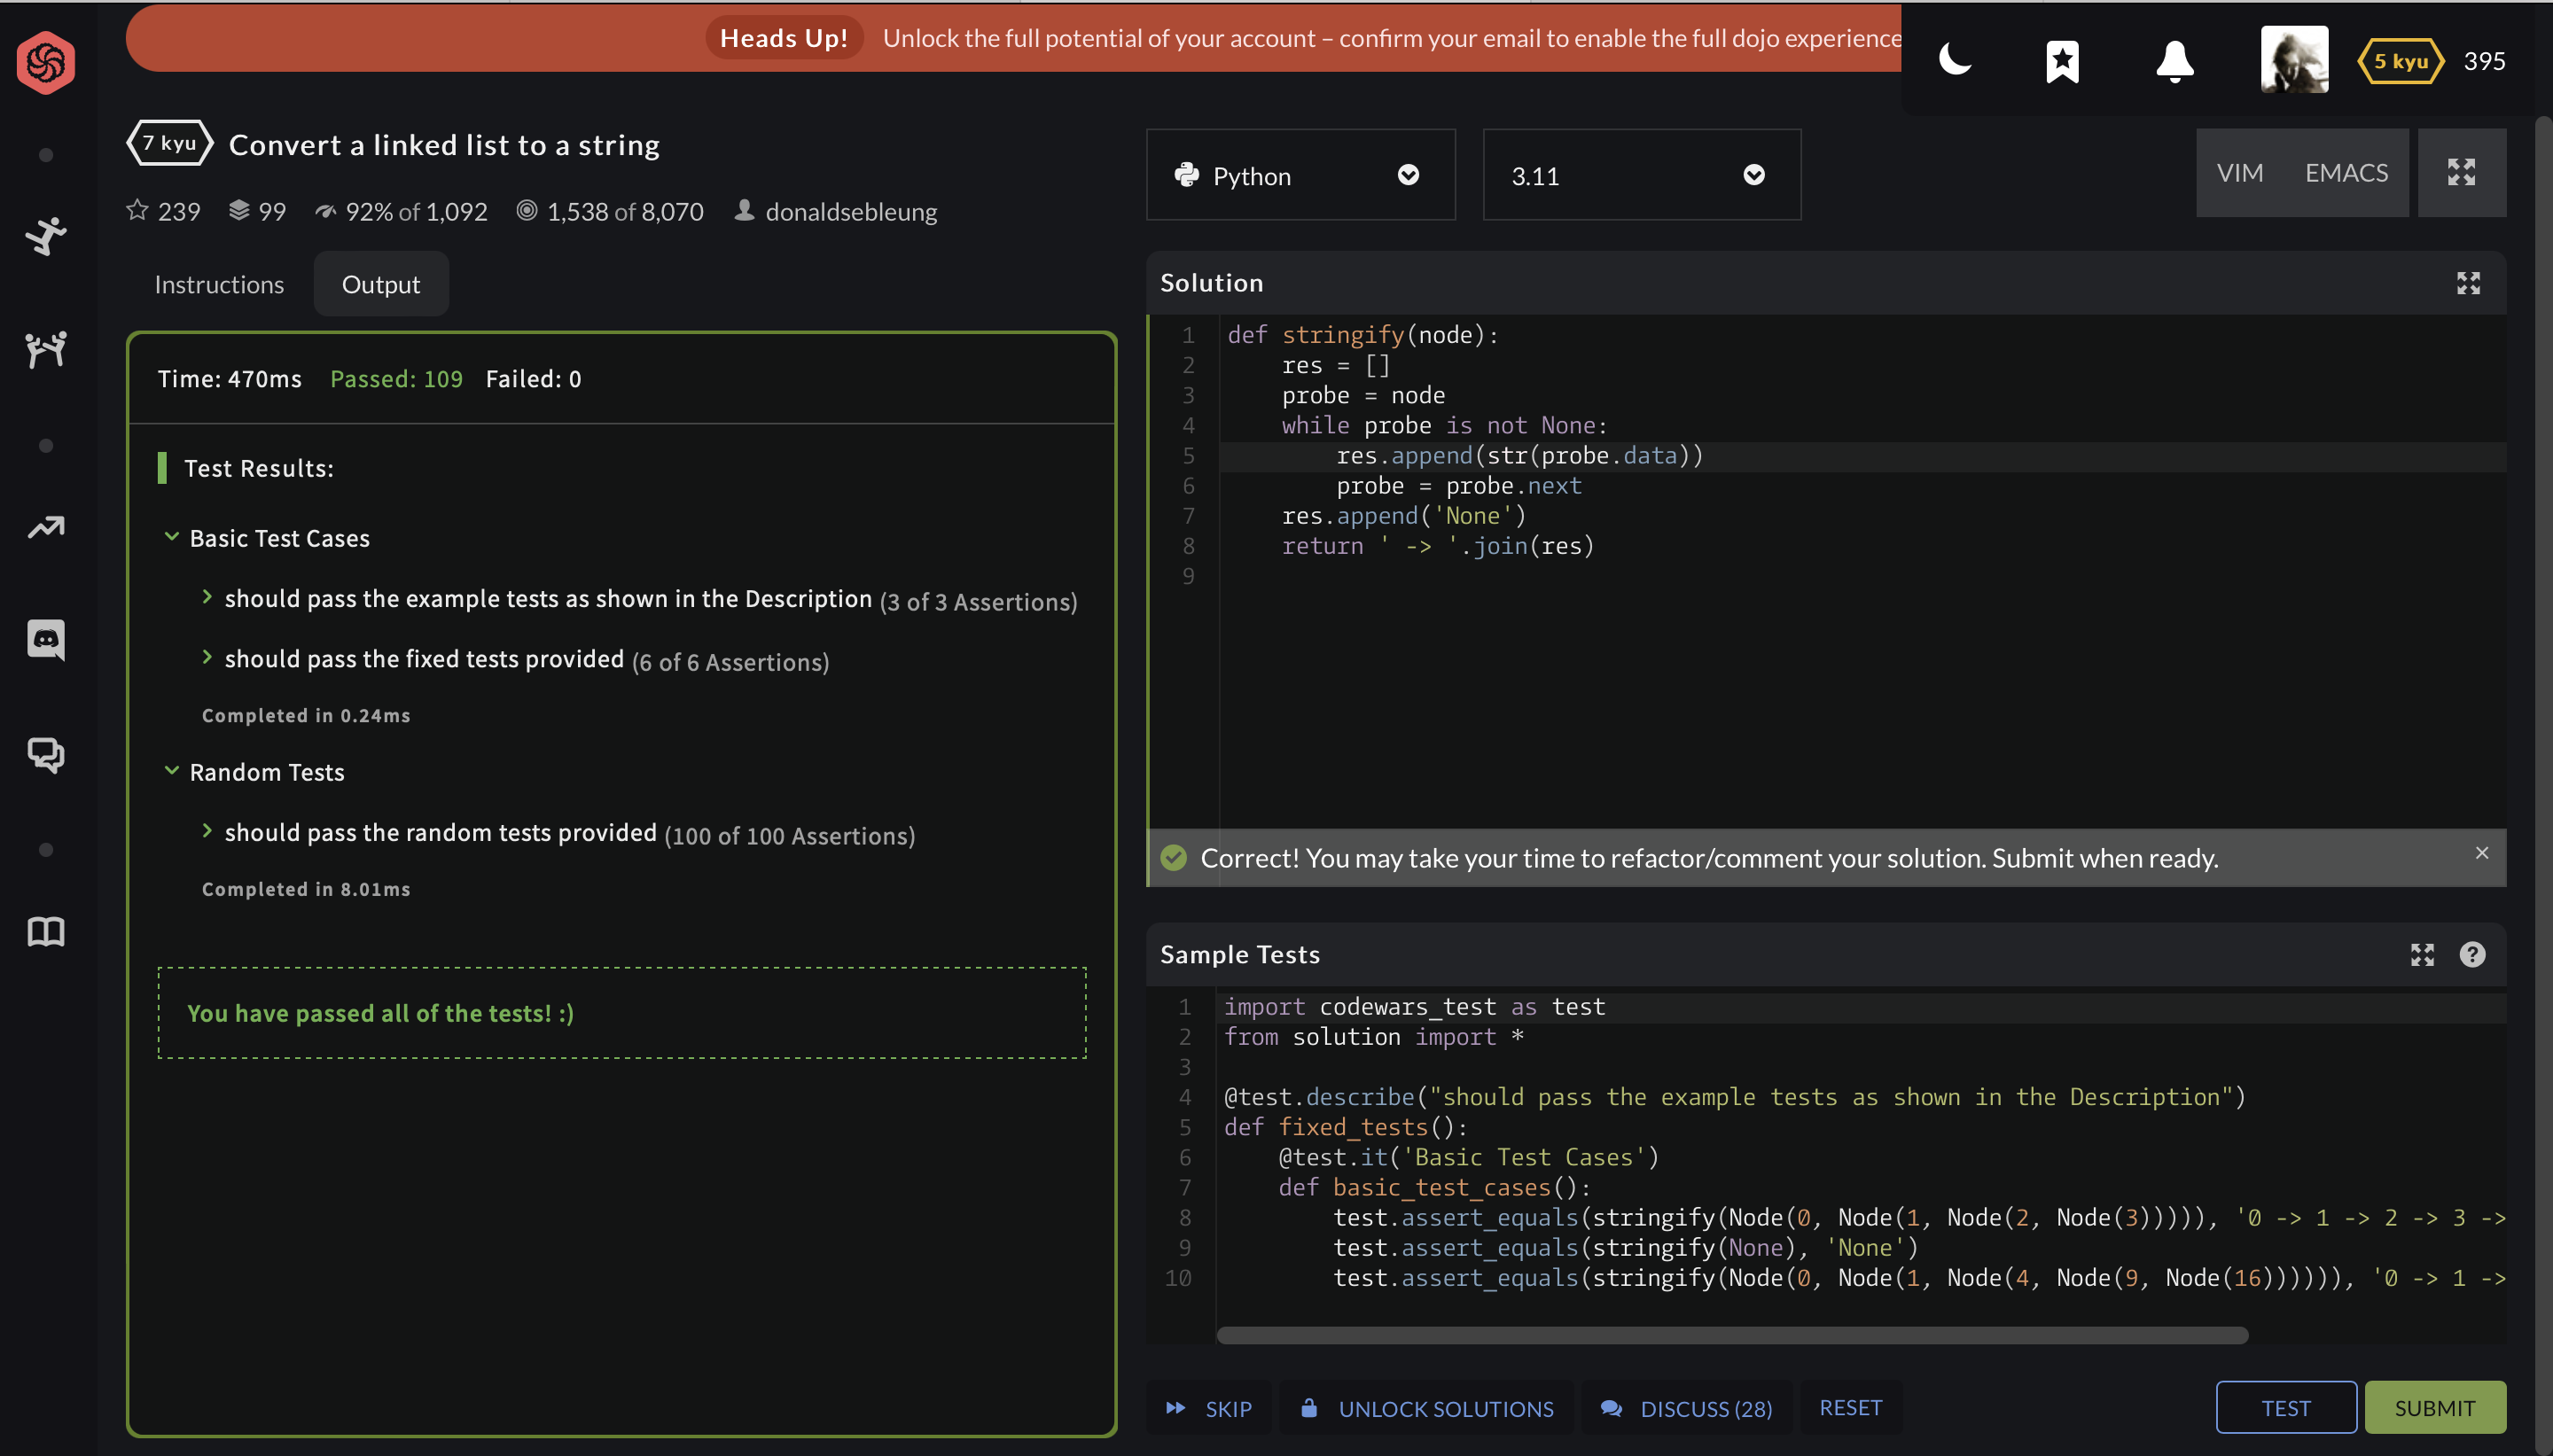 Heads Up! Unlock the full potential of your account – confirm your email to enable the full dojo experience
5 kyu 395
7 kyu Convert a linked list to a string
239 99 92% of 1,092 1,538 of 8,070 donaldsebleung
Instructions Output
Time: 470ms Passed: 109 Failed: 0
Test Results:
Basic Test Cases
should pass the example tests as shown in the Description (3 of 3 Assertions)
should pass the fixed tests provided (6 of 6 Assertions)
Completed in 0.24ms
Random Tests
should pass the random tests provided (100 of 100 Assertions)
Completed in 8.01ms
You have passed all of the tests! :)
Python 3.11 VIM EMACS
Solution
1 def stringify(node):
2     res = []
3     probe = node
4     while probe is not None:
5         res.append(str(probe.data))
6         probe = probe.next
7     res.append('None')
8     return ' -> '.join(res)
9
Correct! You may take your time to refactor/comment your solution. Submit when ready.
Sample Tests
1 import codewars_test as test
2 from solution import *
3
4 @test.describe("should pass the example tests as shown in the Description")
5 def fixed_tests():
6     @test.it('Basic Test Cases')
7     def basic_test_cases():
8         test.assert_equals(stringify(Node(0, Node(1, Node(2, Node(3))))), '0 -> 1 -> 2 -> 3 ->
9         test.assert_equals(stringify(None), 'None')
10         test.assert_equals(stringify(Node(0, Node(1, Node(4, Node(9, Node(16)))))), '0 -> 1 ->
SKIP UNLOCK SOLUTIONS DISCUSS (28) RESET TEST SUBMIT